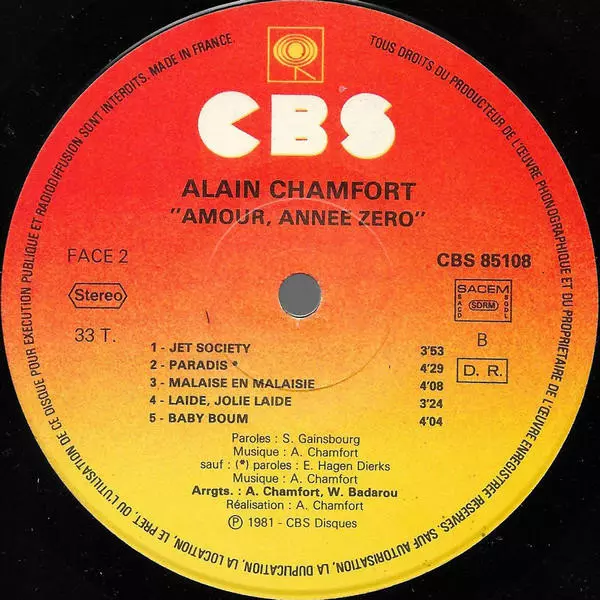 CBS
ALAIN CHAMFORT
"AMOUR, ANNEE ZERO"
FACE 2
CBS 85108
Stereo
SACEM
SACD
SDRM
SGDL
33 T.
B
D. R.
1 - JET SOCIETY 3'53
2 - PARADIS * 4'29
3 - MALAISE EN MALAISIE 4'08
4 - LAIDE, JOLIE LAIDE 3'24
5 - BABY BOUM 4'04
Paroles : S. Gainsbourg
Musique : A. Chamfort
sauf : (*) paroles : E. Hagen Dierks
Musique : A. Chamfort
Arrgts. : A. Chamfort, W. Badarou
Réalisation : A. Chamfort
Ⓟ 1981 - CBS Disques
TOUS DROITS DU PRODUCTEUR DE L'ŒUVRE PHONOGRAPHIQUE ET DU PROPRIETAIRE DE L'ŒUVRE ENREGISTREE RESERVES. SAUF AUTORISATION, LA DUPLICATION, LA LOCATION, LE PRET, OU L'UTILISATION DE CE DISQUE POUR EXECUTION PUBLIQUE ET RADIODIFFUSION SONT INTERDITS. MADE IN FRANCE.